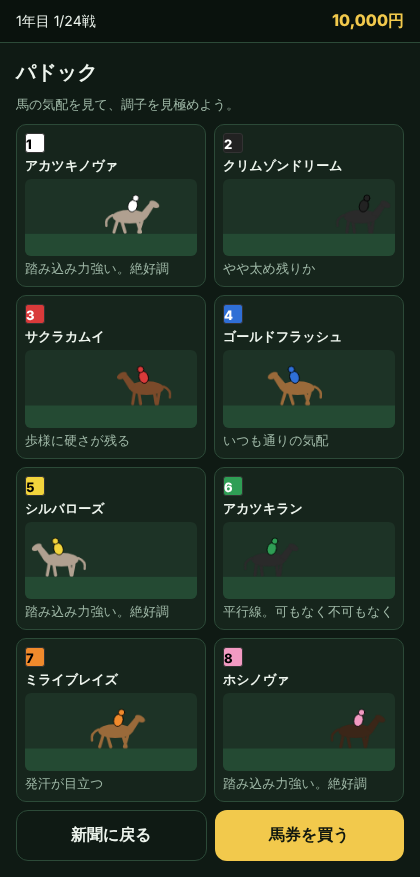 1年目 1/24戦
10,000円
パドック
馬の気配を見て、調子を見極めよう。
1
アカツキノヴァ
踏み込み力強い。絶好調
2
クリムゾンドリーム
やや太め残りか
3
サクラカムイ
歩様に硬さが残る
4
ゴールドフラッシュ
いつも通りの気配
5
シルバローズ
踏み込み力強い。絶好調
6
アカツキラン
平行線。可もなく不可もなく
7
ミライブレイズ
発汗が目立つ
8
ホシノヴァ
踏み込み力強い。絶好調
新聞に戻る
馬券を買う